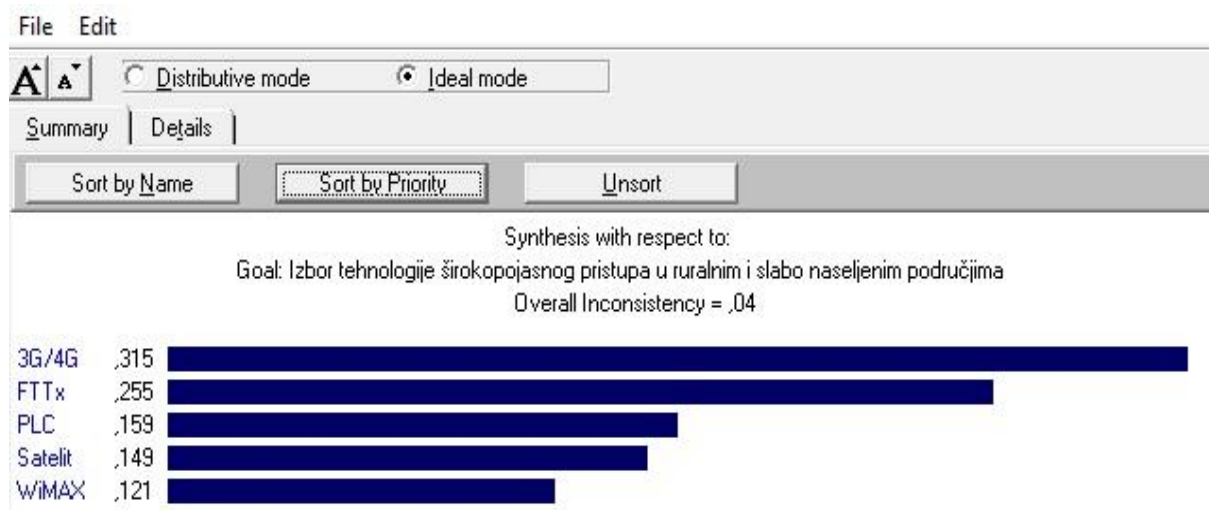 File Edit
A A Distributive mode Ideal mode
Summary Details
Sort by Name Sort by Priority Unsort
Synthesis with respect to:
Goal: Izbor tehnologije širokopojasnog pristupa u ruralnim i slabo naseljenim područjima
Overall Inconsistency = ,04
3G/4G ,315
FTTx ,255
PLC ,159
Satelit ,149
WiMAX ,121